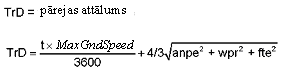 TrD = pārejas attālums
TrD = t × MaxGndSpeed / 3600 + 4/3√anpe² + wpr² + fte²